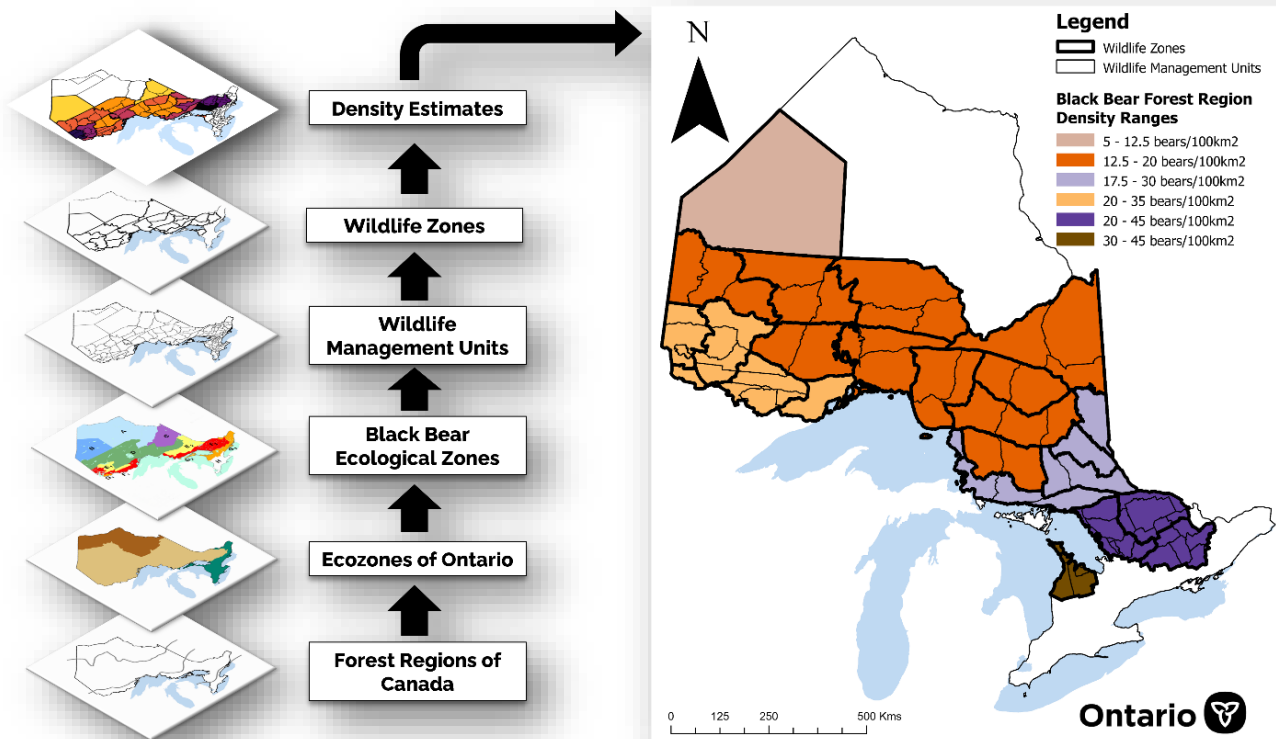 Density Estimates
Wildlife Zones
Wildlife
Management Units
Black Bear
Ecological Zones
Ecozones of Ontario
Forest Regions of
Canada
N
Legend
Wildlife Zones
Wildlife Management Units
Black Bear Forest Region
Density Ranges
5 - 12.5 bears/100km2
12.5 - 20 bears/100km2
17.5 - 30 bears/100km2
20 - 35 bears/100km2
20 - 45 bears/100km2
30 - 45 bears/100km2
0 125 250 500 Kms
Ontario